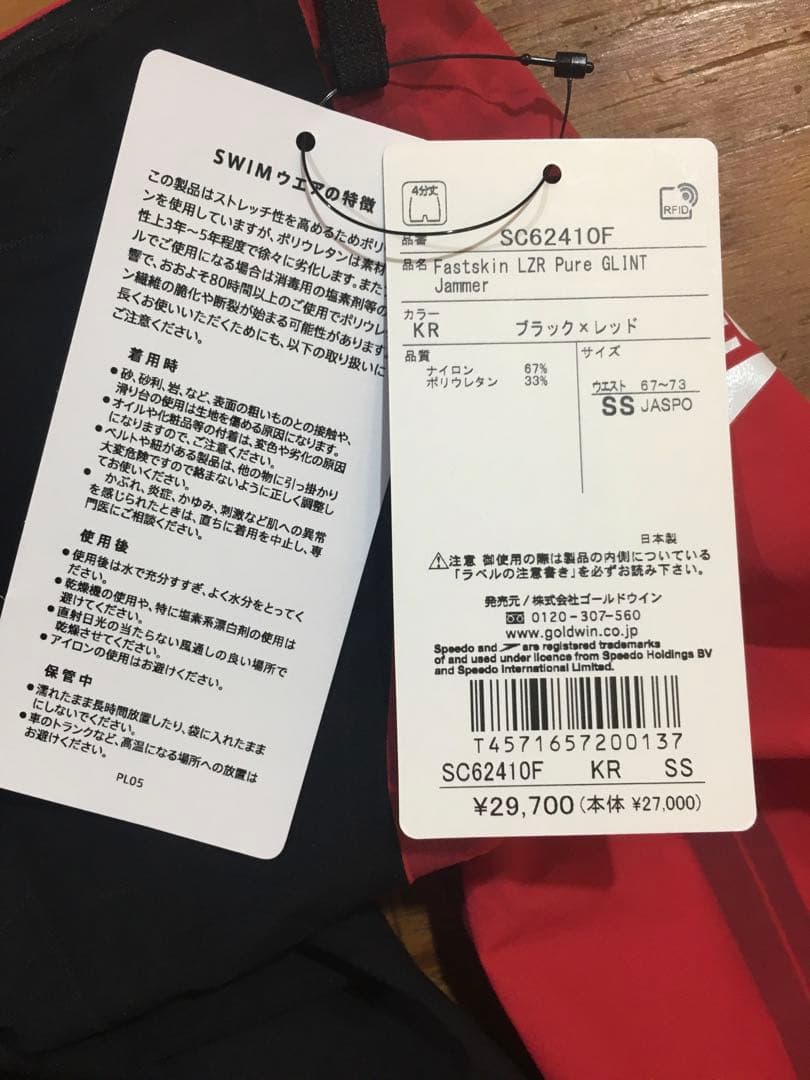 SWIMウエアの特徴
この製品はストレッチ性を高めるためポリ
ンを使用していますが、ポリウレタンは素材
性上3年～5年程度で徐々に劣化します。また
ルでご使用になる場合は消毒用の塩素剤等の
響で、おおよそ80時間以上のご使用でポリウレ
ン繊維の脆化や断裂が始まる可能性があります
長くお使いいただくためにも、以下の取り扱いに
ご注意ください。
着用時
●砂、砂利、岩、など、表面の粗いものとの接触や、
滑り台の使用は生地を傷める原因になります。
●オイルや化粧品等の付着は、変色や劣化の原因
になりますので、ご注意ください。
●ベルトや紐がある製品は、他の物に引っ掛かり
大変危険ですので絡まないように正しく調整し
てお使いください。
● かぶれ、炎症、かゆみ、刺激など肌への異常
を感じられたときは、直ちに着用を中止し、専
門医にご相談ください。
使用後
●使用後は水で充分すすぎ、よく水分をとってく
ださい。
●乾燥機の使用や、特に塩素系漂白剤の使用は
避けてください。
●直射日光の当たらない風通しの良い場所で
乾燥させてください。
●アイロンの使用はお避けください。
保管中
●濡れたまま長時間放置したり、袋に入れたまま
にしないでください。
●車のトランクなど、高温になる場所への放置は
お避けください。
PL05
4分丈
RFID
品番 SC62410F
品名 Fastskin LZR Pure GLINT
Jammer
カラー
KR ブラック×レッド
品質
ナイロン 67%
ポリウレタン 33%
サイズ
ウエスト 67～73
SS JASPO
日本製
⚠注意 御使用の際は製品の内側についている
「ラベルの注意書き」を必ずお読み下さい。
発売元/株式会社ゴールドウイン
0120-307-560
www.goldwin.co.jp
Speedo and are registered trademarks
of and used under licence from Speedo Holdings BV
and Speedo International Limited.
T4571657200137
SC62410F KR SS
¥29,700(本体 ¥27,000)